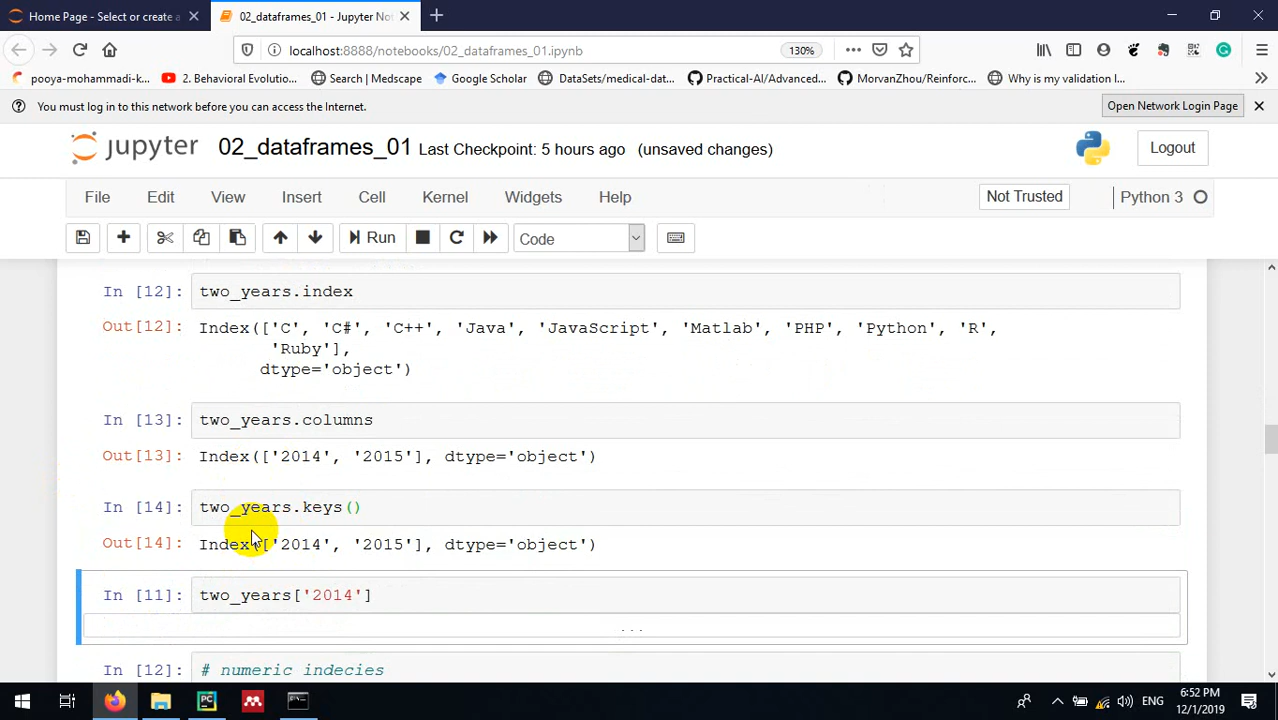 Home Page - Select or create a
02_dataframes_01 - Jupyter Not
localhost:8888/notebooks/02_dataframes_01.ipynb
130%
pooya-mohammadi-k...
2. Behavioral Evolutio...
Search | Medscape
Google Scholar
DataSets/medical-dat...
Practical-AI/Advanced...
MorvanZhou/Reinforc...
Why is my validation l...
You must log in to this network before you can access the Internet.
Open Network Login Page
jupyter 02_dataframes_01 Last Checkpoint: 5 hours ago (unsaved changes)
Logout
File Edit View Insert Cell Kernel Widgets Help
Not Trusted
Python 3
Run
Code
In [12]: two_years.index
Out[12]: Index(['C', 'C#', 'C++', 'Java', 'JavaScript', 'Matlab', 'PHP', 'Python', 'R',
'Ruby'],
dtype='object')
In [13]: two_years.columns
Out[13]: Index(['2014', '2015'], dtype='object')
In [14]: two_years.keys()
Out[14]: Index(['2014', '2015'], dtype='object')
In [11]: two_years['2014']
...
In [12]: # numeric indecies
PC
ENG
6:52 PM
12/1/2019